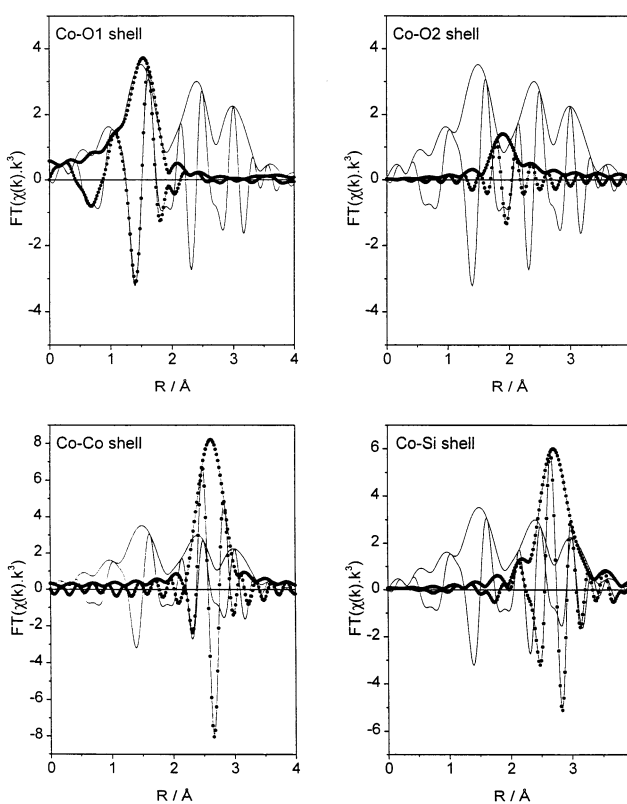 Co-O1 shell
4
2
0
-2
-4
FT(χ(k).k³)
0 1 2 3 4
R / Å
Co-O2 shell
4
2
0
-2
-4
FT(χ(k).k³)
0 1 2 3
R / Å
Co-Co shell
8
6
4
2
0
-2
-4
-6
-8
FT(χ(k).k³)
0 1 2 3 4
R / Å
Co-Si shell
6
4
2
0
-2
-4
-6
FT(χ(k).k³)
0 1 2 3
R / Å